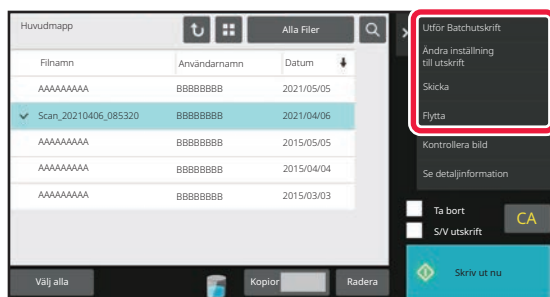 Huvudmapp
Alla Filer
Filnamn Användarnamn Datum
AAAAAAAAA BBBBBBBB 2021/05/05
Scan_20210406_085320 BBBBBBBB 2021/04/06
AAAAAAAAA BBBBBBBB 2015/05/05
AAAAAAAAA BBBBBBBB 2015/04/04
AAAAAAAAA BBBBBBBB 2015/03/03
Välj alla
Kopior
Radera
Utför Batchutskrift
Ändra inställning
till utskrift
Skicka
Flytta
Kontrollera bild
Se detaljinformation
Ta bort
S/V utskrift
CA
Skriv ut nu